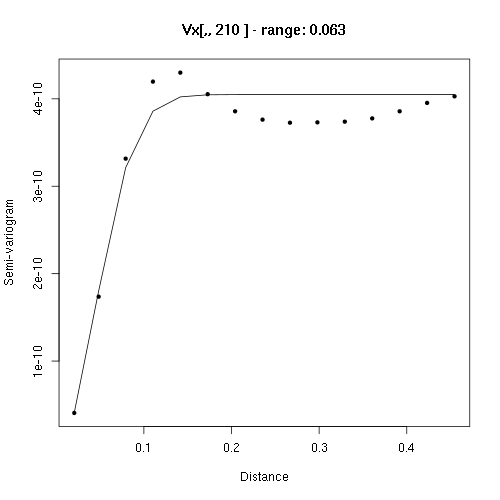 Vx[,, 210 ] - range: 0.063
Semi-variogram
4e-10
3e-10
2e-10
1e-10
0.1 0.2 0.3 0.4
Distance